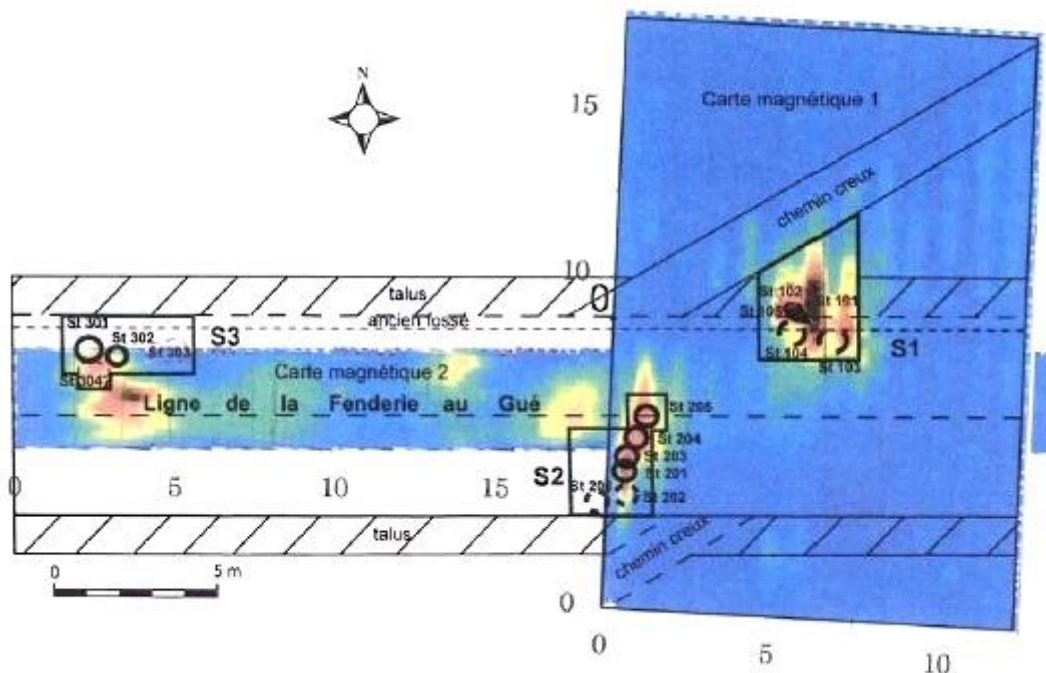 N
15
Carte magnétique 1
chemin creux
10
0
talus
ancien fossé
St 301
St 302
St 303
S3
St 102
St 101
St 104
St 103
S1
Carte magnétique 2
Ligne de la Fenderie au Gué
St 205
St 204
St 203
St 201
St 202
S2
0 5 10 15
talus
chemin creux
0 5 m
0
0
5
10